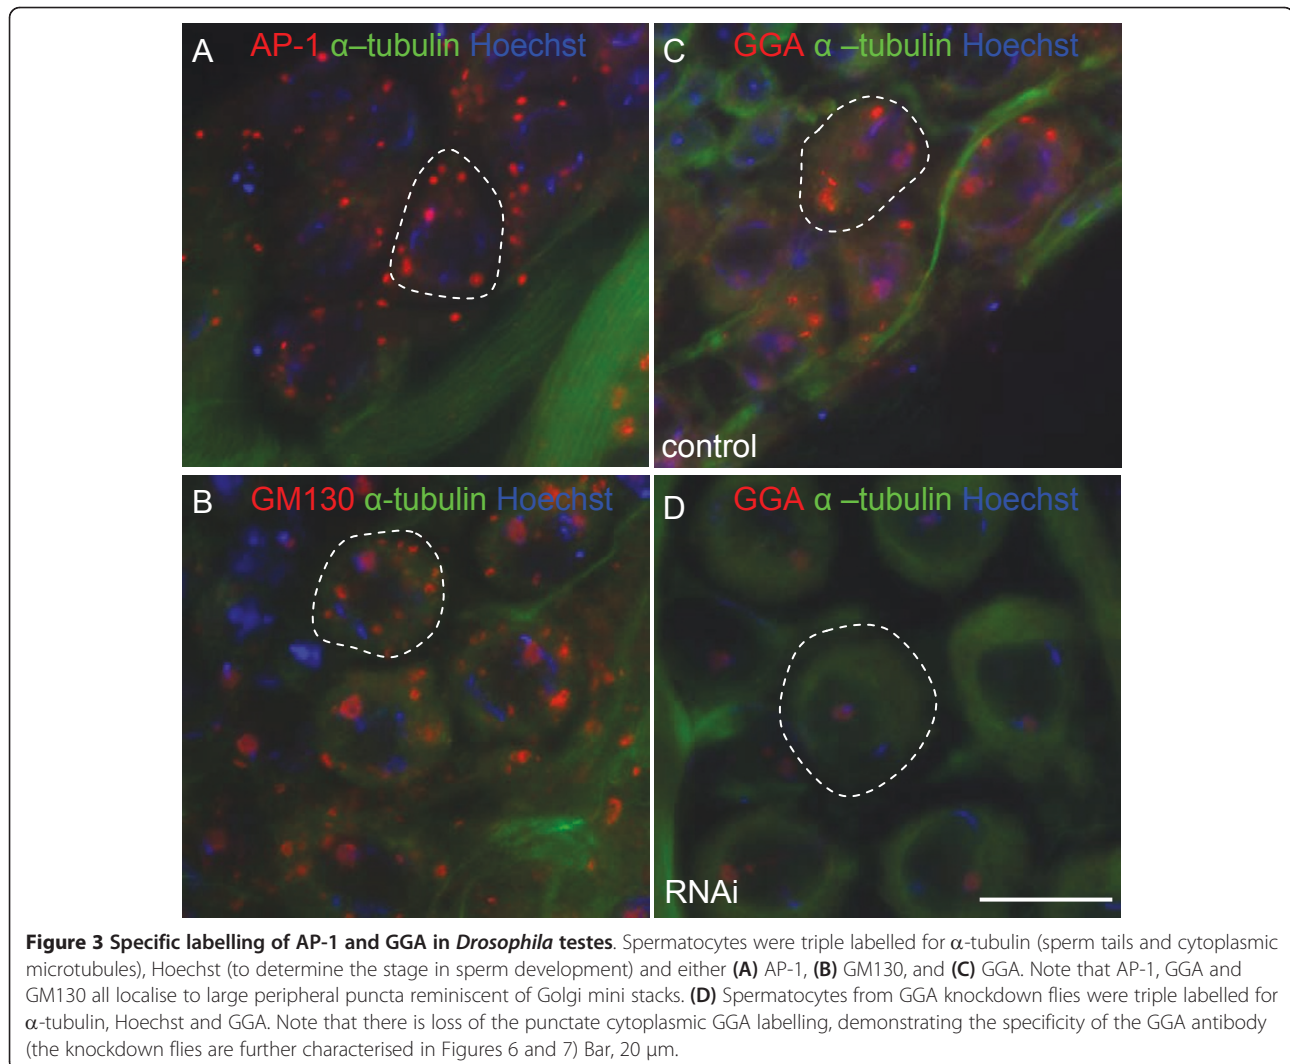 A AP-1 α–tubulin Hoechst
C GGA α –tubulin Hoechst
control
B GM130 α-tubulin Hoechst
D GGA α –tubulin Hoechst
RNAi
Figure 3 Specific labelling of AP-1 and GGA in Drosophila testes. Spermatocytes were triple labelled for α-tubulin (sperm tails and cytoplasmic
microtubules), Hoechst (to determine the stage in sperm development) and either (A) AP-1, (B) GM130, and (C) GGA. Note that AP-1, GGA and
GM130 all localise to large peripheral puncta reminiscent of Golgi mini stacks. (D) Spermatocytes from GGA knockdown flies were triple labelled for
α-tubulin, Hoechst and GGA. Note that there is loss of the punctate cytoplasmic GGA labelling, demonstrating the specificity of the GGA antibody
(the knockdown flies are further characterised in Figures 6 and 7) Bar, 20 μm.